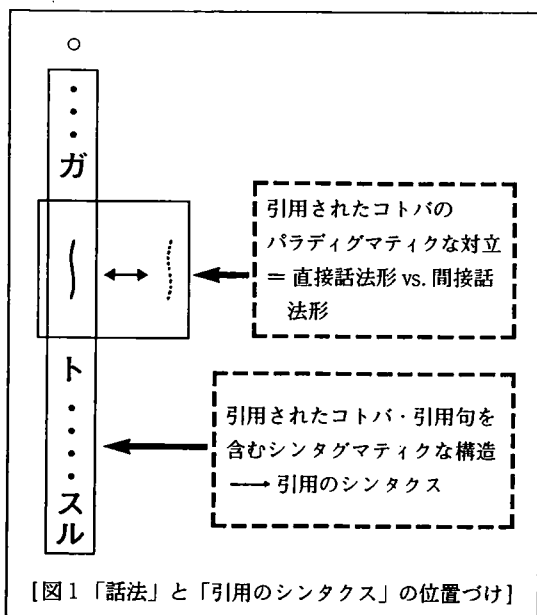 ○
・・・ガ
ト・・・・スル
引用されたコトバの
パラディグマティクな対立
= 直接話法形 vs. 間接話
法形
引用されたコトバ・引用句を
含むシンタグマティクな構造
→ 引用のシンタクス
[図1「話法」と「引用のシンタクス」の位置づけ]